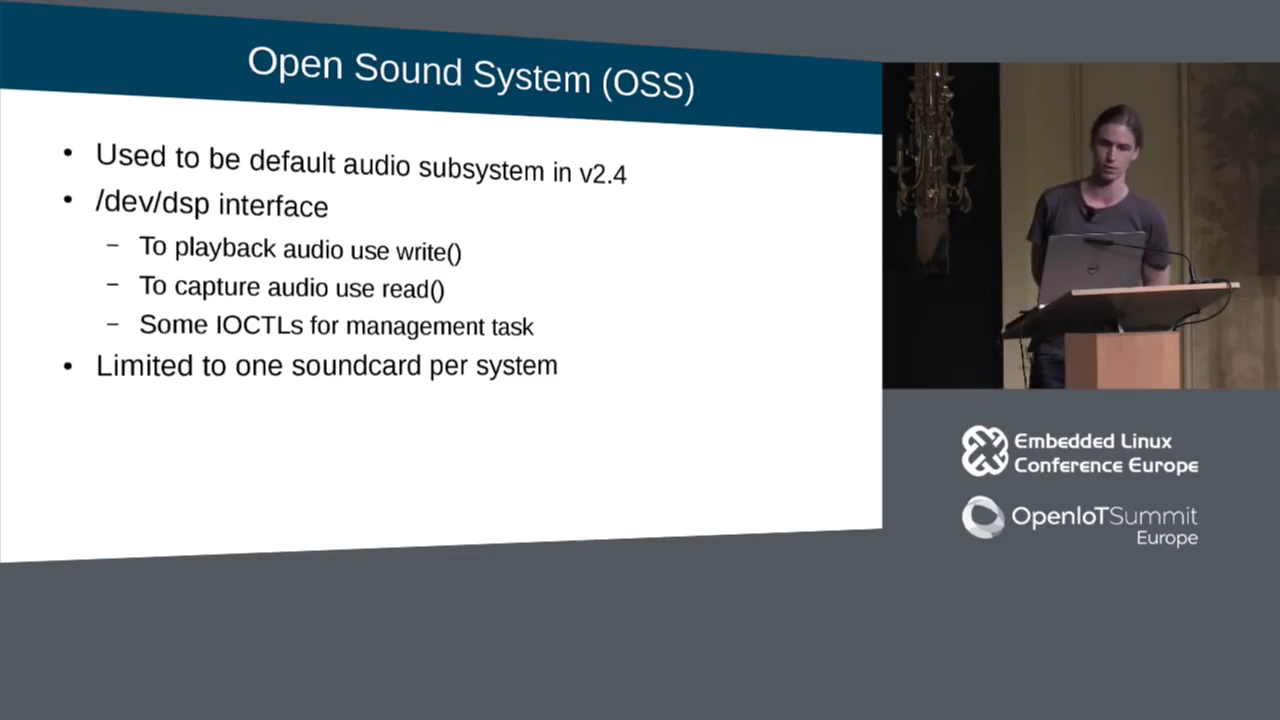 Open Sound System (OSS)
• Used to be default audio subsystem in v2.4
• /dev/dsp interface
– To playback audio use write()
– To capture audio use read()
– Some IOCTLs for management task
• Limited to one soundcard per system
Embedded Linux
Conference Europe
OpenIoTSummit
Europe